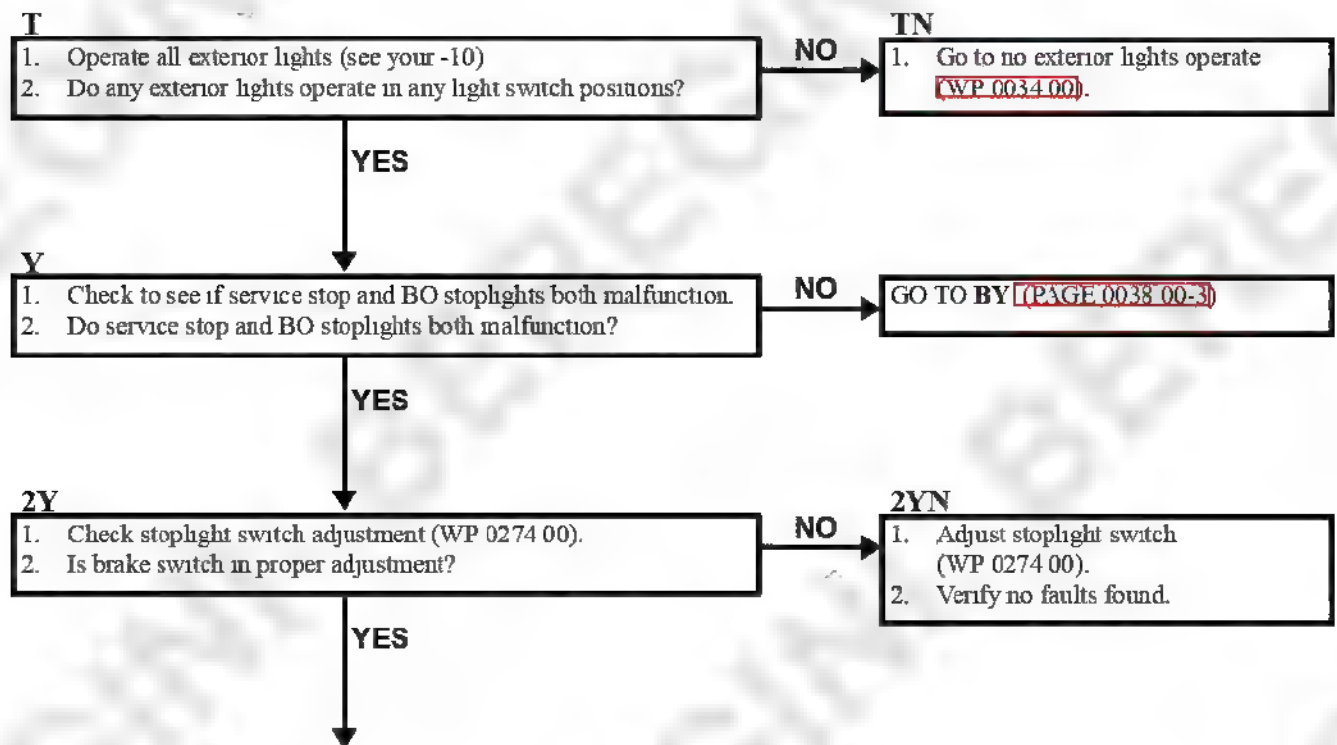 T
1. Operate all exterior lights (see your -10)
2. Do any exterior lights operate in any light switch positions?
NO
TN
1. Go to no exterior lights operate
(WP 0034 00).
YES
Y
1. Check to see if service stop and BO stoplights both malfunction.
2. Do service stop and BO stoplights both malfunction?
NO
GO TO BY (PAGE 0038 00-3)
YES
2Y
1. Check stoplight switch adjustment (WP 0274 00).
2. Is brake switch in proper adjustment?
NO
2YN
1. Adjust stoplight switch
(WP 0274 00).
2. Verify no faults found.
YES